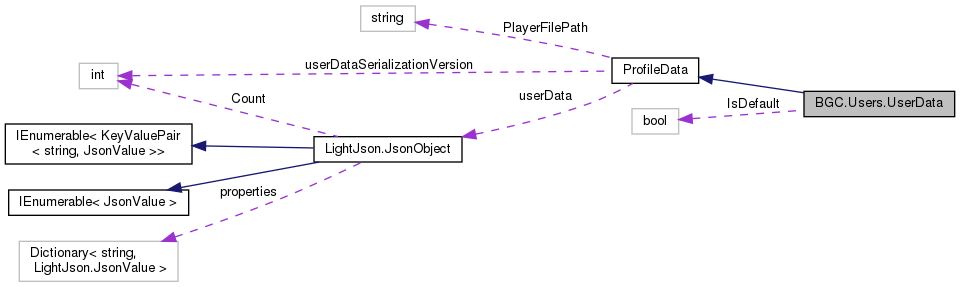 string
PlayerFilePath
userDataSerializationVersion
int
ProfileData
Count
userData
IsDefault
BGC.Users.UserData
bool
IEnumerable< KeyValuePair
< string, JsonValue >>
LightJson.JsonObject
properties
IEnumerable< JsonValue >
Dictionary< string,
LightJson.JsonValue >